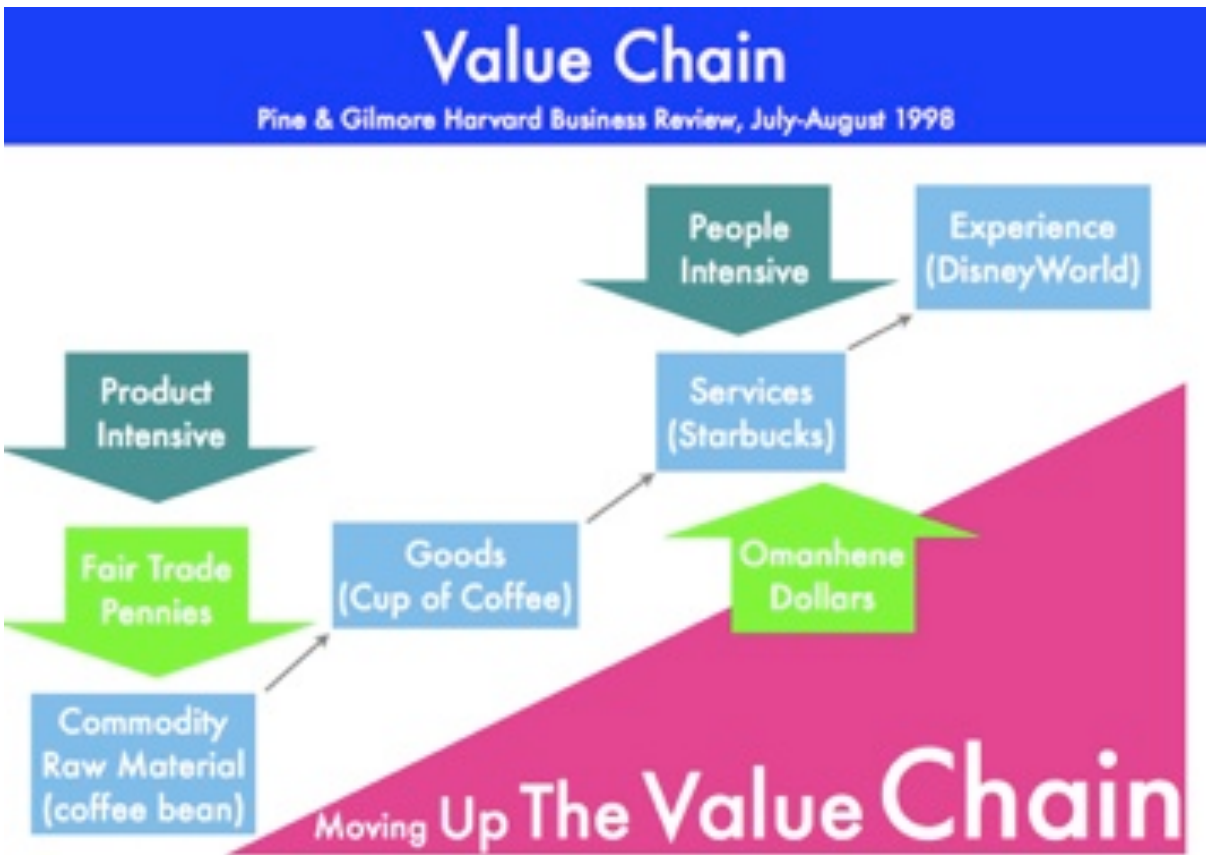 Value Chain
Pine & Gilmore Harvard Business Review, July-August 1998
People
Intensive
Experience
(DisneyWorld)
Product
Intensive
Services
(Starbucks)
Fair Trade
Pennies
Goods
(Cup of Coffee)
Omanhene
Dollars
Commodity
Raw Material
(coffee bean)
Moving Up The Value Chain